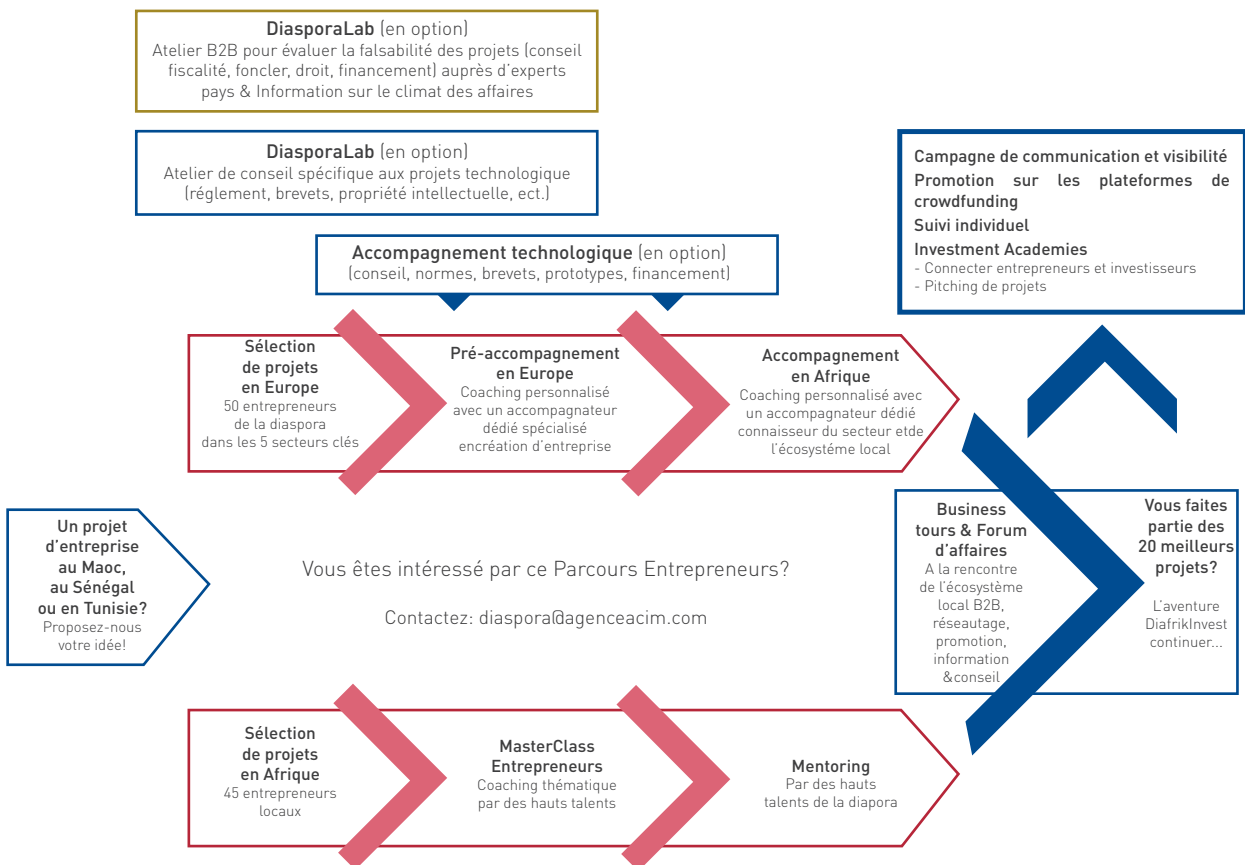 DiasporaLab (en option)
Atelier B2B pour évaluer la falsabilité des projets (conseil
fiscalité, foncler, droit, financement) auprès d'experts
pays & Information sur le climat des affaires
DiasporaLab (en option)
Atelier de conseil spécifique aux projets technologique
(réglement, brevets, propriété intellectuelle, ect.)
Accompagnement technologique (en option)
(conseil, normes, brevets, prototypes, financement)
Campagne de communication et visibilité
Promotion sur les plateformes de
crowdfunding
Suivi individuel
Investment Academies
- Connecter entrepreneurs et investisseurs
- Pitching de projets
Sélection
de projets
en Europe
50 entrepreneurs
de la diaspora
dans les 5 secteurs clés
Pré-accompagnement
en Europe
Coaching personnalisé
avec un accompagnateur
dédié spécialisé
encréation d'entreprise
Accompagnement
en Afrique
Coaching personnalisé avec
un accompagnateur dédié
connaisseur du secteur etde
l'écosystéme local
Un projet
d'entreprise
au Maoc,
au Sénégal
ou en Tunisie?
Proposez-nous
votre idée!
Vous êtes intéressé par ce Parcours Entrepreneurs?
Contactez: diaspora@agenceacim.com
Business
tours & Forum
d'affaires
A la rencontre
de l'écosystème
local B2B,
réseautage,
promotion,
information
&conseil
Vous faites
partie des
20 meilleurs
projets?
L'aventure
DiafrikInvest
continuer...
Sélection
de projets
en Afrique
45 entrepreneurs
locaux
MasterClass
Entrepreneurs
Coaching thématique
par des hauts talents
Mentoring
Par des hauts
talents de la diapora